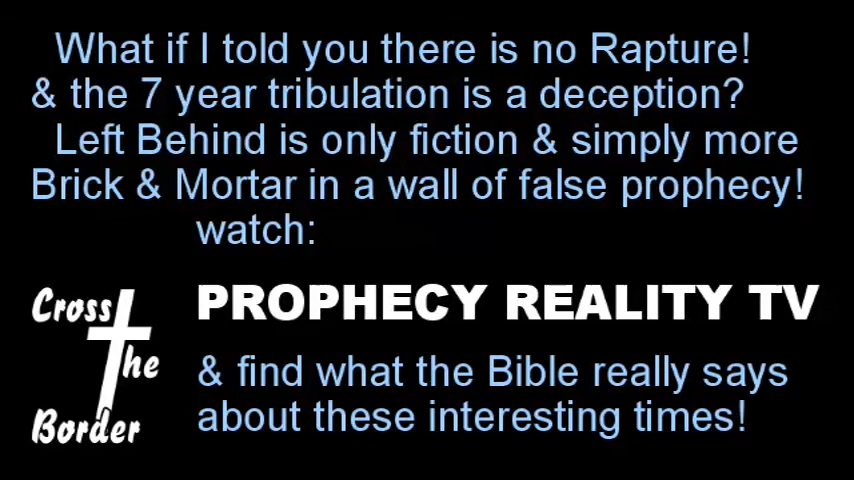 What if I told you there is no Rapture!
& the 7 year tribulation is a deception?
Left Behind is only fiction & simply more
Brick & Mortar in a wall of false prophecy!
watch:
PROPHECY REALITY TV
& find what the Bible really says
about these interesting times!
Cross
The
Border